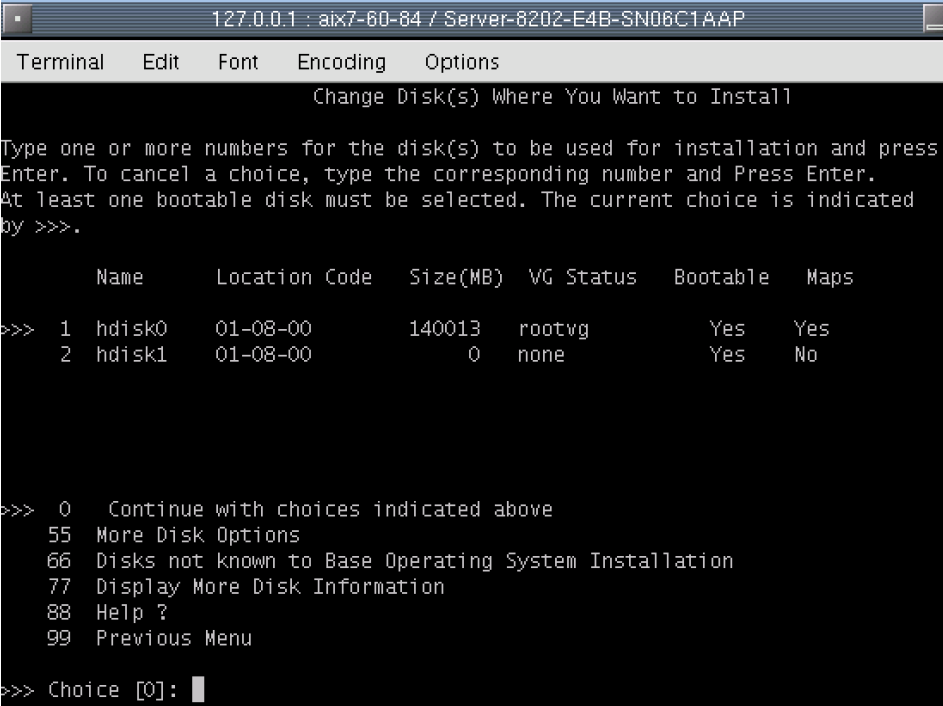 127.0.0.1 : aix7-60-84 / Server-8202-E4B-SN06C1AAP
Terminal Edit Font Encoding Options
Change Disk(s) Where You Want to Install
Type one or more numbers for the disk(s) to be used for installation and press
Enter. To cancel a choice, type the corresponding number and Press Enter.
At least one bootable disk must be selected. The current choice is indicated
by >>>.
Name Location Code Size(MB) VG Status Bootable Maps
>>> 1 hdisk0 01-08-00 140013 rootvg Yes Yes
2 hdisk1 01-08-00 0 none Yes No
>>> 0 Continue with choices indicated above
55 More Disk Options
66 Disks not known to Base Operating System Installation
77 Display More Disk Information
88 Help ?
99 Previous Menu
>>> Choice [0]: